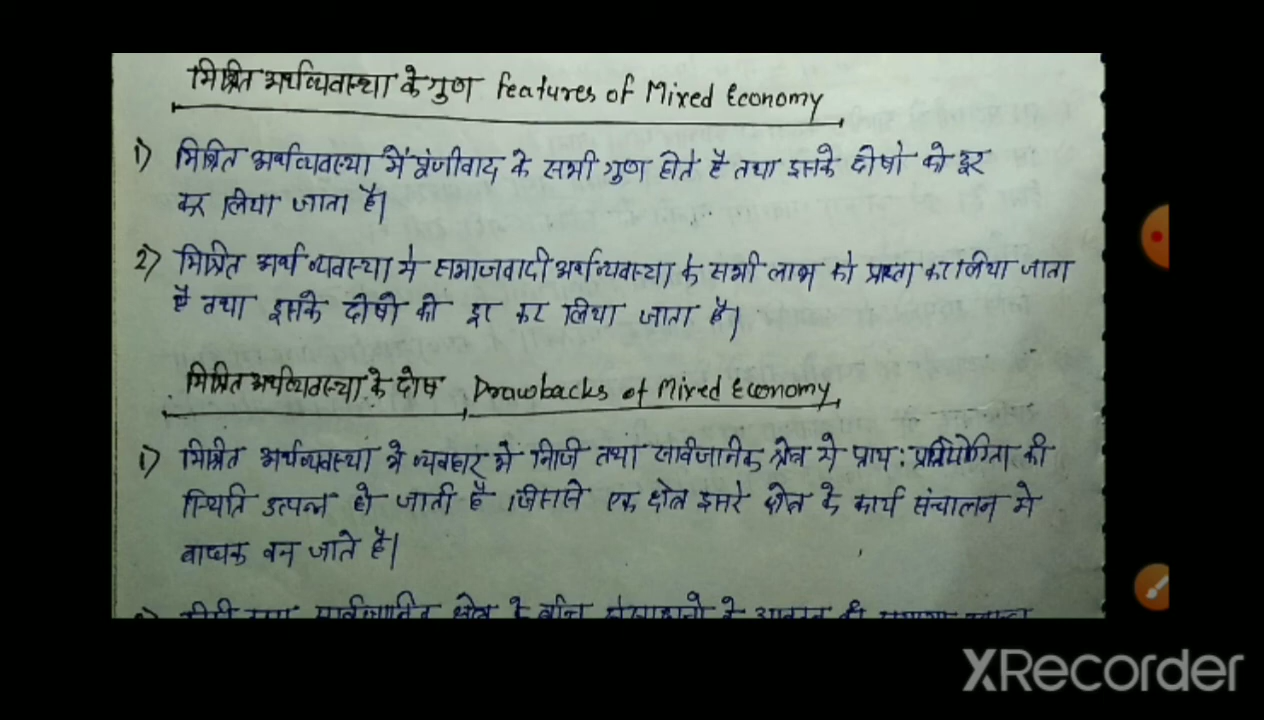 मिश्रित अर्थव्यवस्था के गुण Features of Mixed Economy
1) मिश्रित अर्थव्यवस्था में पूंजीवाद के सभी गुण होते है तथा इसके दोषो को दूर
कर लिया जाता है।
2) मिश्रित अर्थव्यवस्था मे समाजवादी अर्थव्यवस्था के सभी लाभ को प्राप्त कर लिया जाता
है तथा इसके दोषो को दूर कर लिया जाता है।
मिश्रित अर्थव्यवस्था के दोष Drawbacks of Mixed Economy
1) मिश्रित अर्थव्यवस्था मे व्यवहार में निजि तथा सार्वजानिक क्षेत्र मे प्राय: प्रतियोगिता की
स्थिति उत्पन्न हो जाती है जिससे एक क्षेत्र दूसरे क्षेत्र के कार्य संचालन मे
बाधक बन जाते है।
सार्वजानिक क्षेत्र के बीच
XRecorder